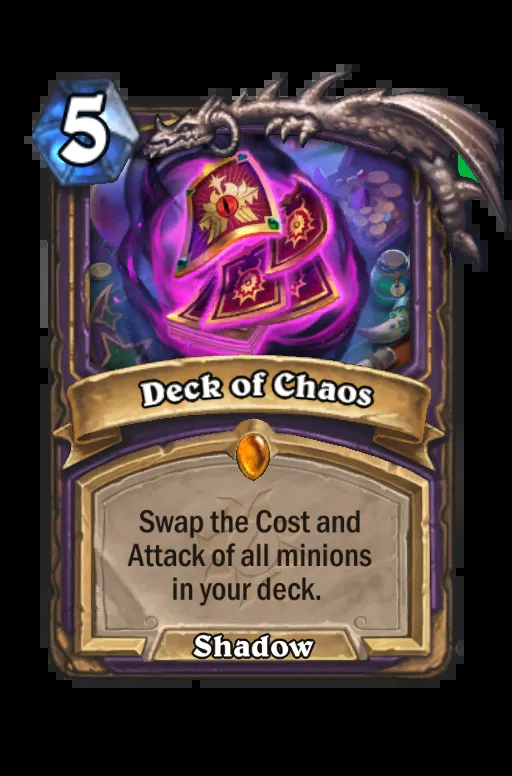 5
Deck of Chaos
Swap the Cost and
Attack of all minions
in your deck.
Shadow